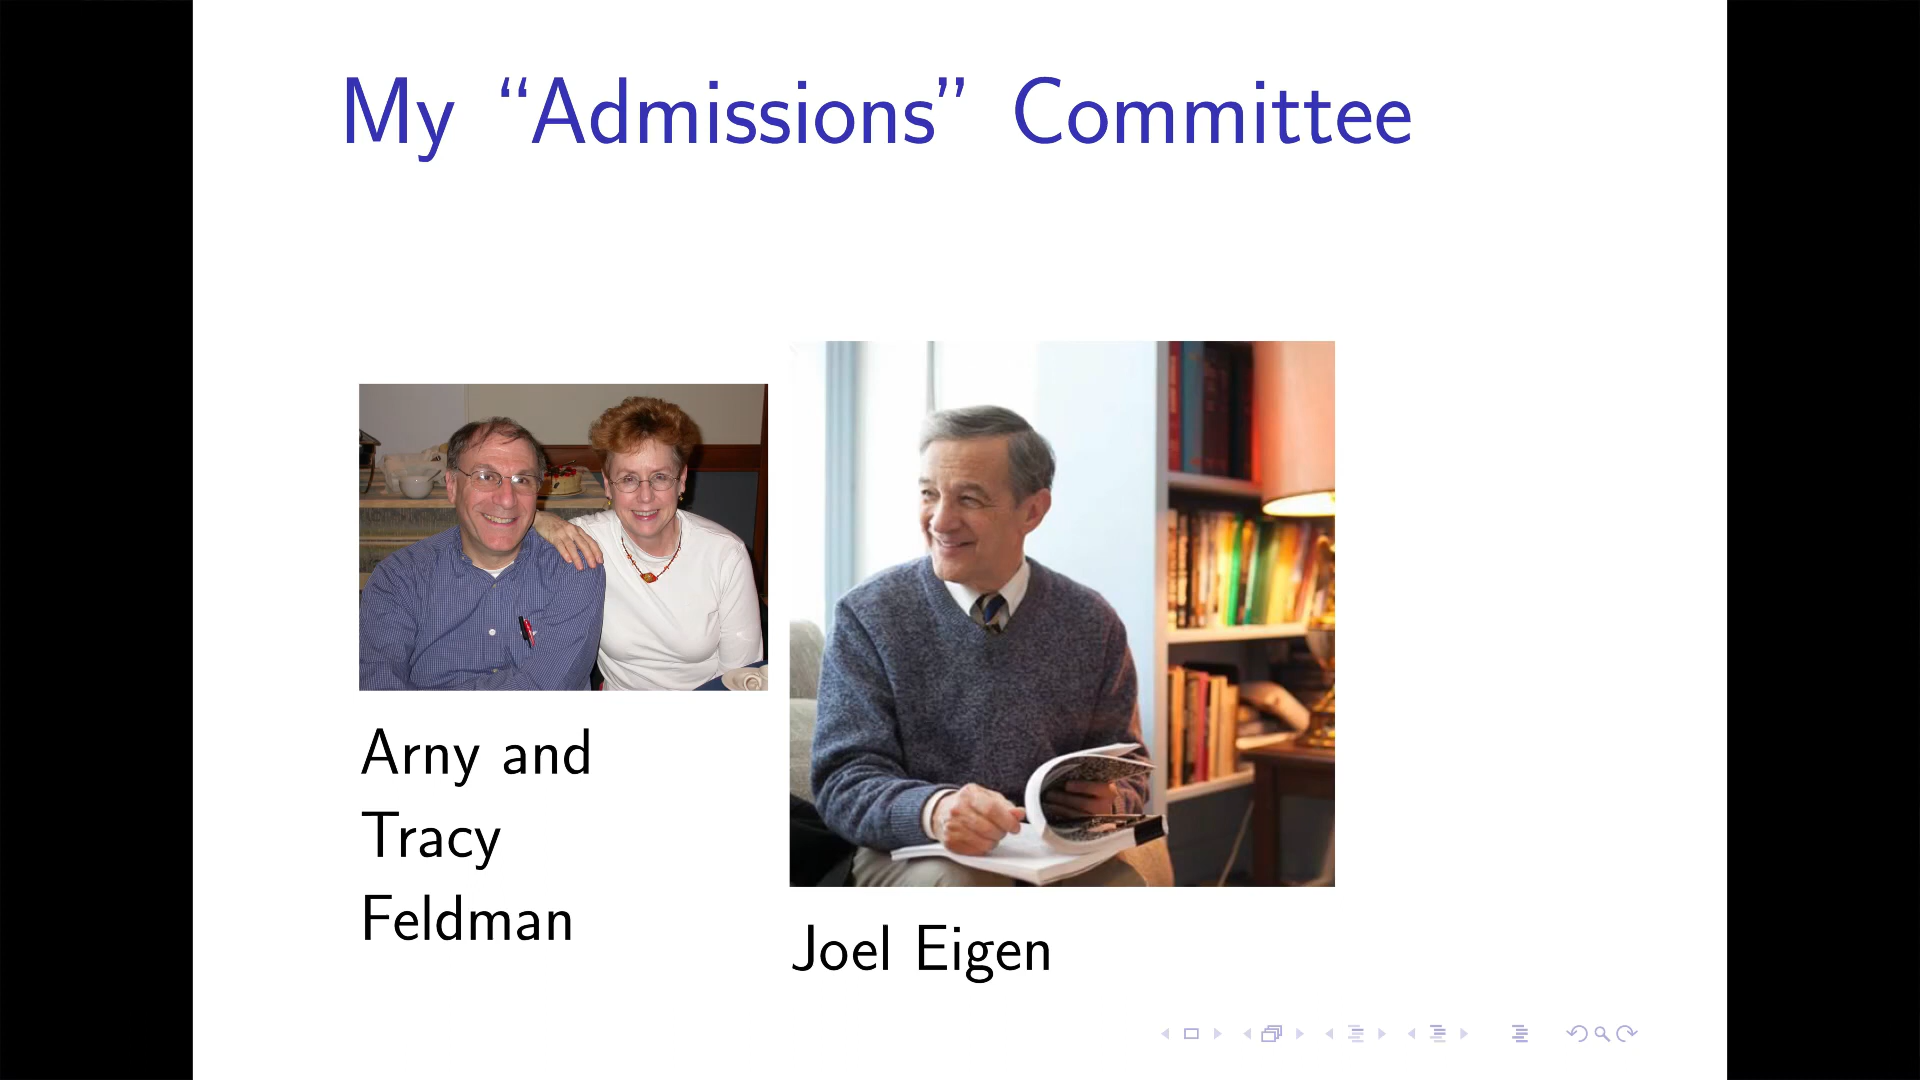 My “Admissions” Committee
Arny and
Tracy
Feldman
Joel Eigen